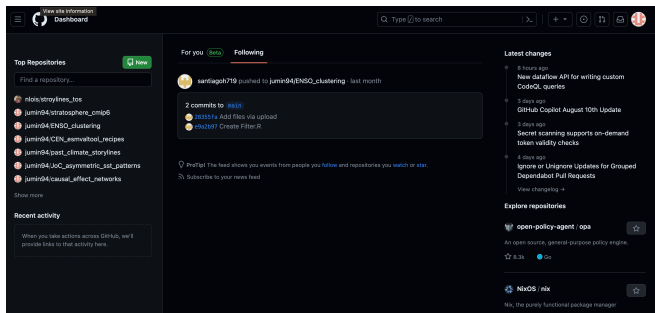 View site information
Dashboard
Type / to search
Top Repositories
New
Find a repository...
nlois/stroylines_tos
jumin94/stratosphere_cmip6
jumin94/ENSO_clustering
jumin94/CEN_esmvaltool_recipes
jumin94/past_climate_storylines
jumin94/JoC_asymmetric_sst_patterns
jumin94/causal_effect_networks
Show more
Recent activity
When you take actions across GitHub, we'll
provide links to that activity here.
For you Beta Following
santiagoh719 pushed to jumin94/ENSO_clustering · last month
2 commits to main
28355fa Add files via upload
e9a2b97 Create Filter.R
ProTip! The feed shows you events from people you follow and repositories you watch or star.
Subscribe to your news feed
Latest changes
8 hours ago
New dataflow API for writing custom
CodeQL queries
3 days ago
GitHub Copilot August 10th Update
3 days ago
Secret scanning supports on-demand
token validity checks
4 days ago
Ignore or Unignore Updates for Grouped
Dependabot Pull Requests
View changelog →
Explore repositories
open-policy-agent / opa
An open source, general-purpose policy engine.
8.3k Go
NixOS / nix
Nix, the purely functional package manager